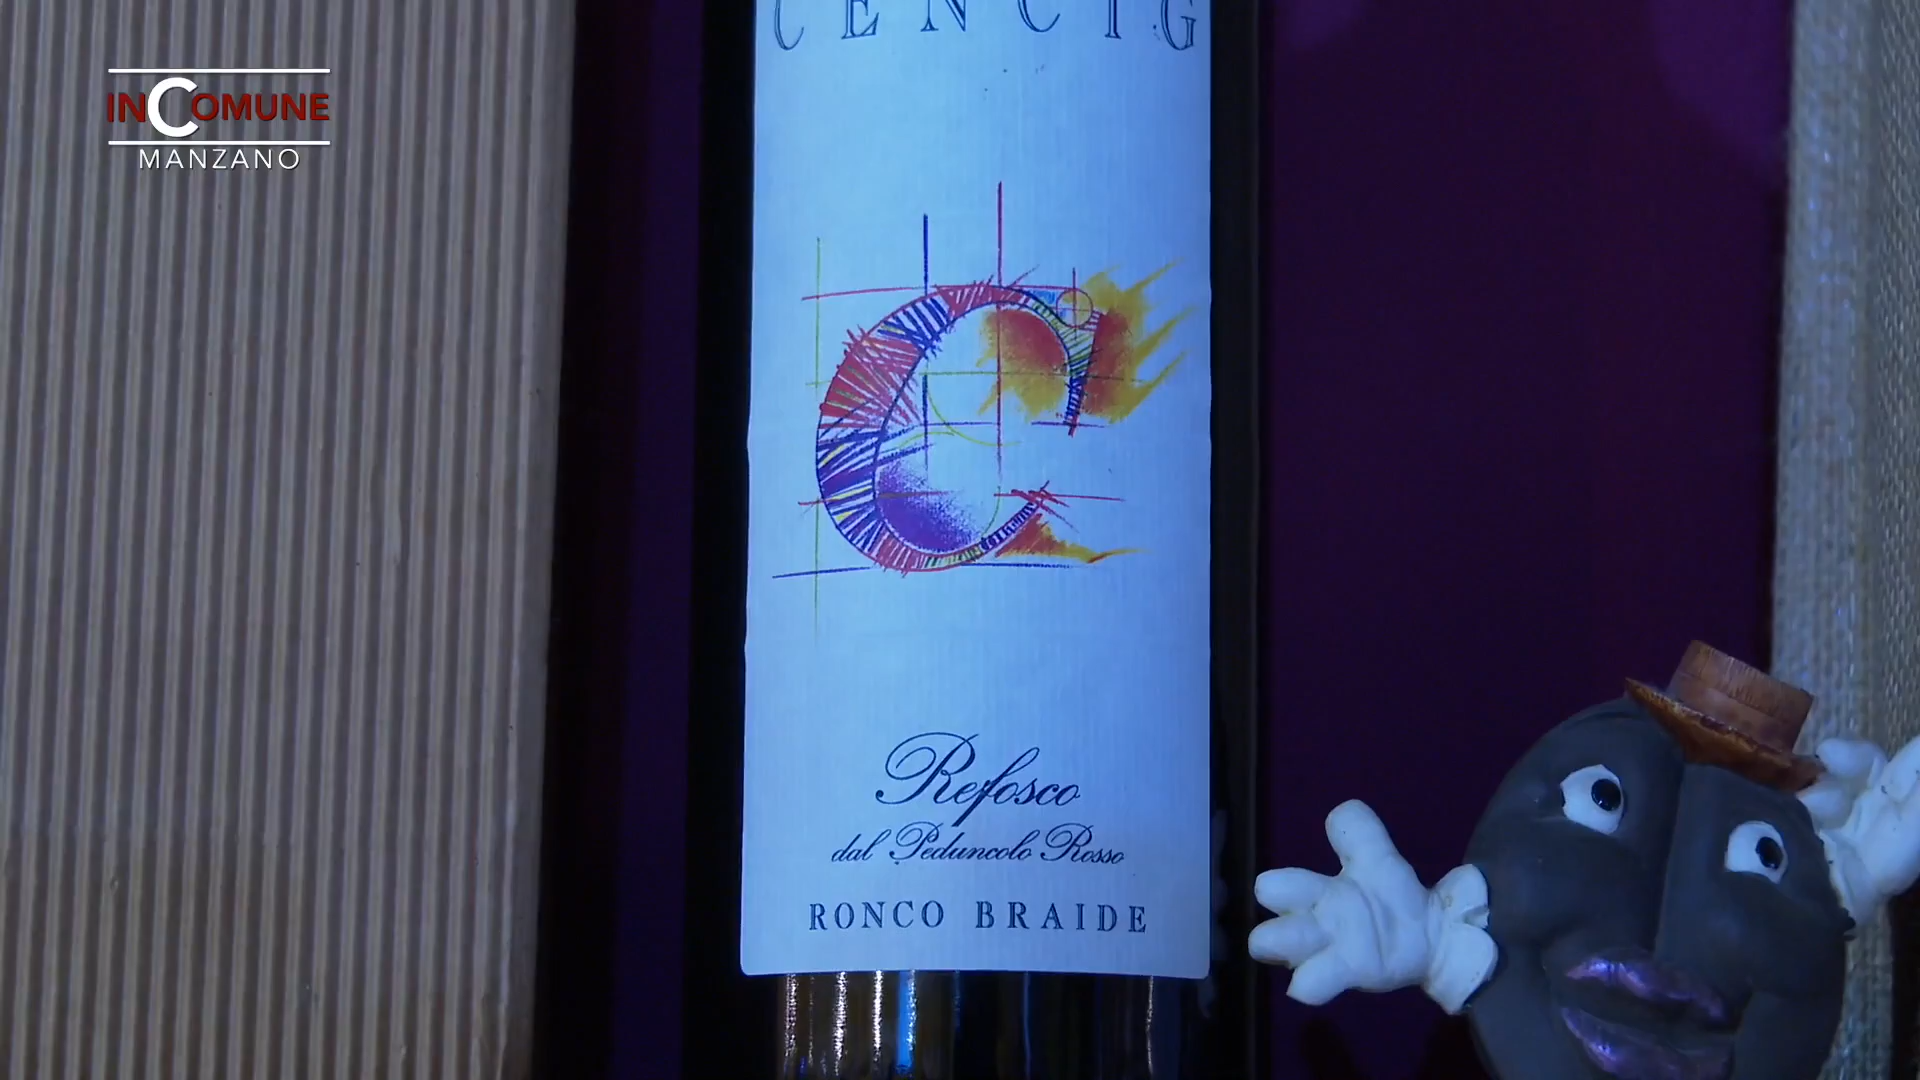 INCOMUNE
MANZANO
CENCIG
Refosco
dal Peduncolo Rosso
RONCO BRAIDE